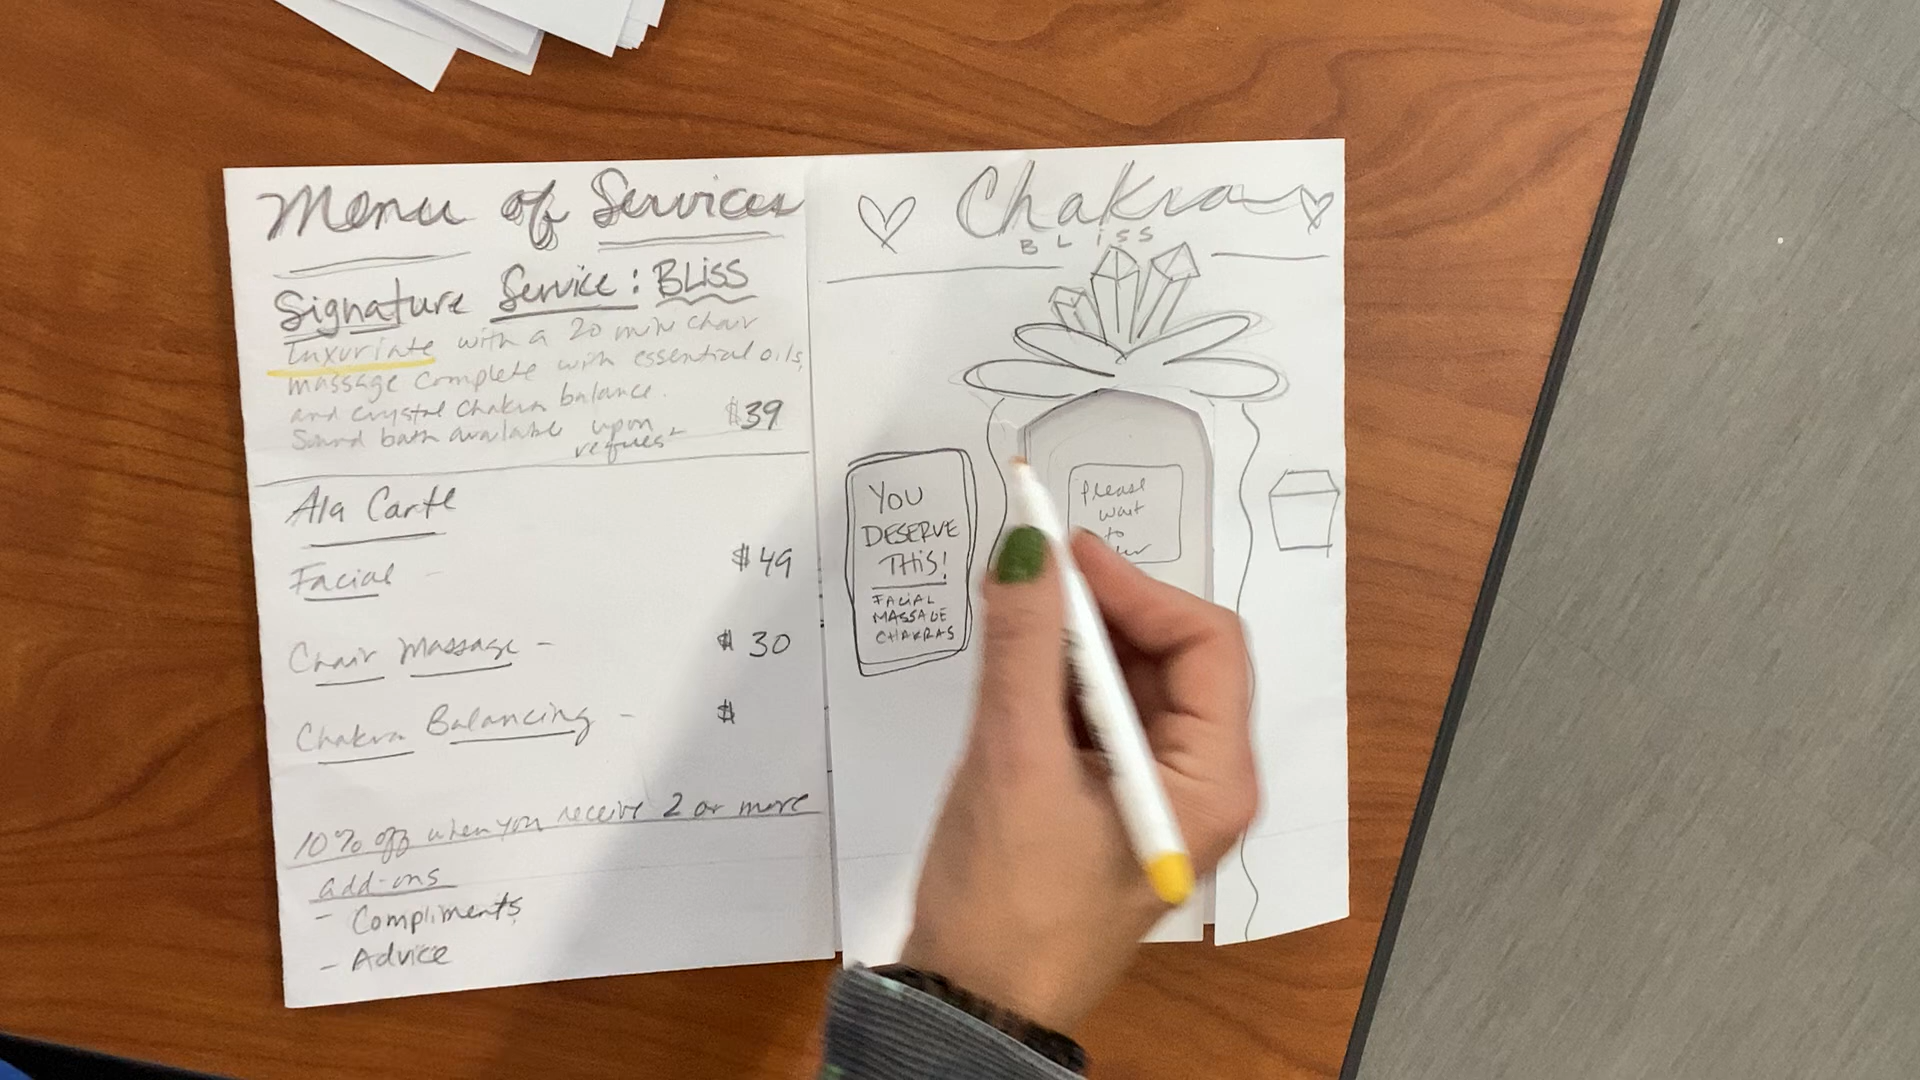 Menu of Services
Signature Service: BLiSS
Luxuriate with a 20 min chair
massage complete with essential oils,
and crystal chakra balance.
Sound bath available upon
request
$39
Ala Carte
Facial - $49
Chair Massage - $30
Chakra Balancing - $
10% off when you receive 2 or more
add-ons
- Compliments
- Advice
Chakra
BLiSS
YOU
DESERVE
THiS!
FACiAL
MASSAGE
CHAKRAS
Please
wait
to